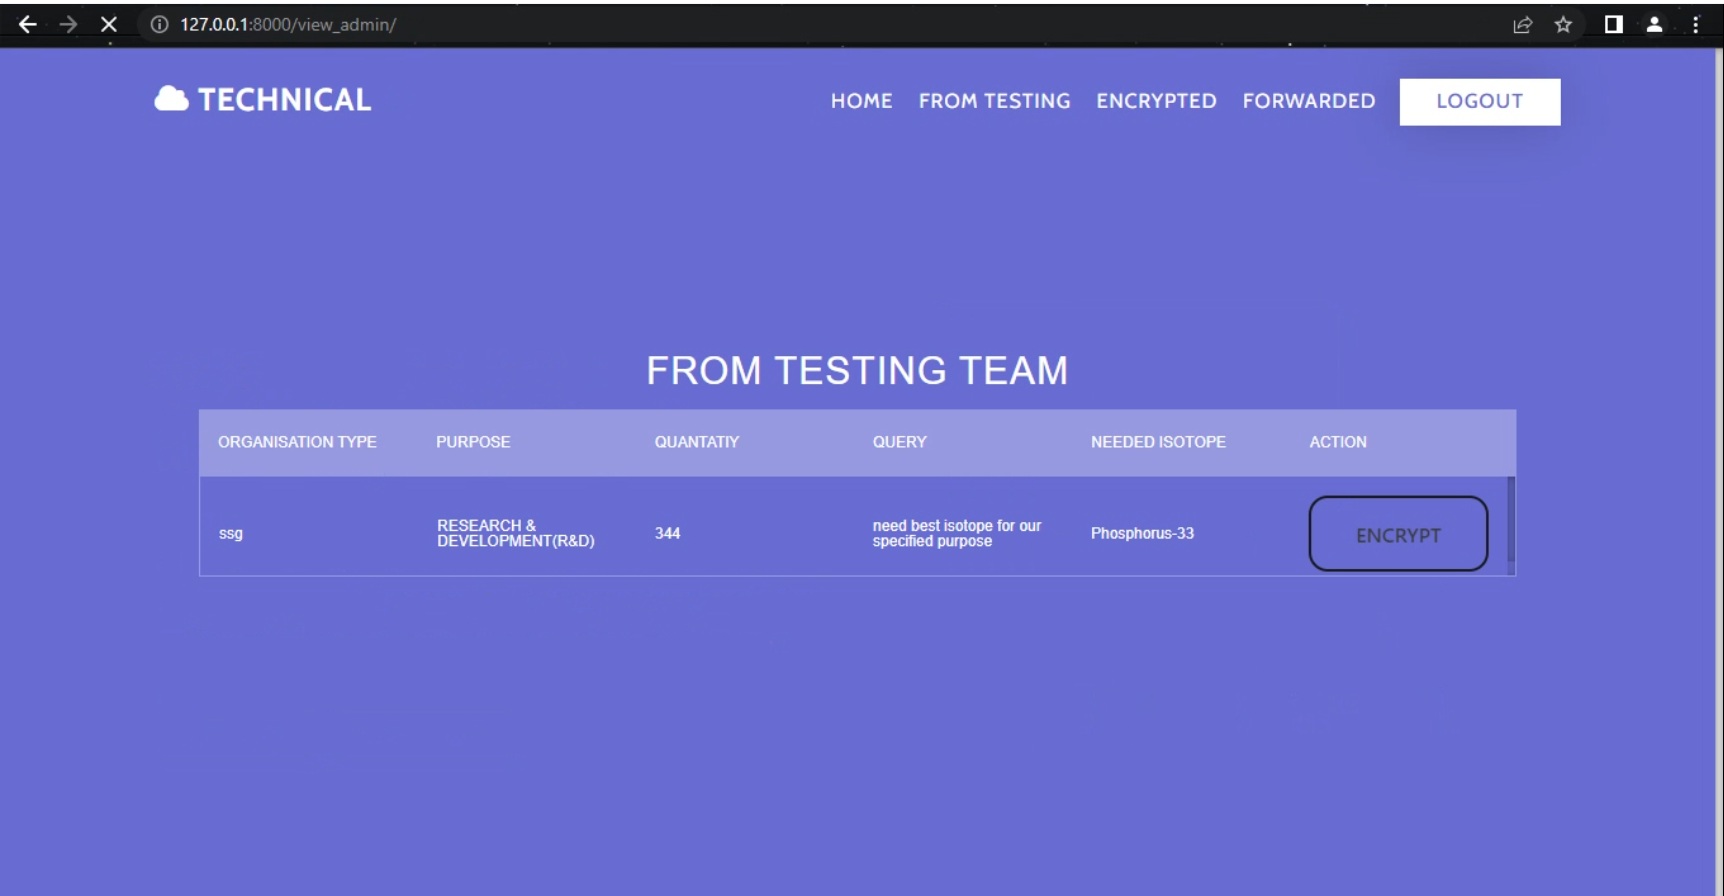 127.0.0.1:8000/view_admin/
TECHNICAL
HOME FROM TESTING ENCRYPTED FORWARDED LOGOUT
FROM TESTING TEAM
ORGANISATION TYPE PURPOSE QUANTATIY QUERY NEEDED ISOTOPE ACTION
ssg RESEARCH & DEVELOPMENT(R&D) 344 need best isotope for our specified purpose Phosphorus-33 ENCRYPT